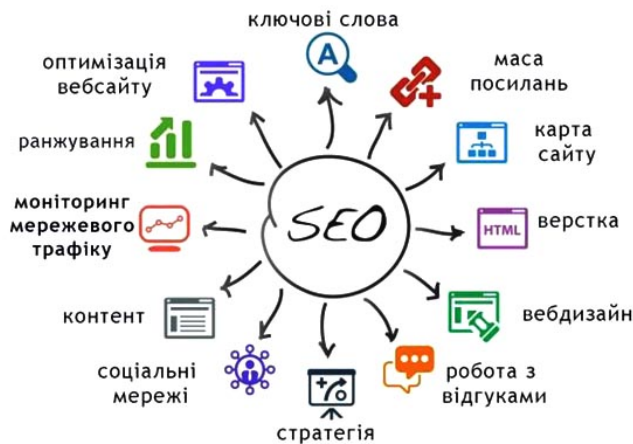 ключові слова
A
маса
посилань
карта
сайту
HTML
верстка
вебдизайн
робота з
відгуками
стратегія
соціальні
мережі
контент
моніторинг
мережевого
трафіку
ранжування
оптимізація
вебсайту
SEO